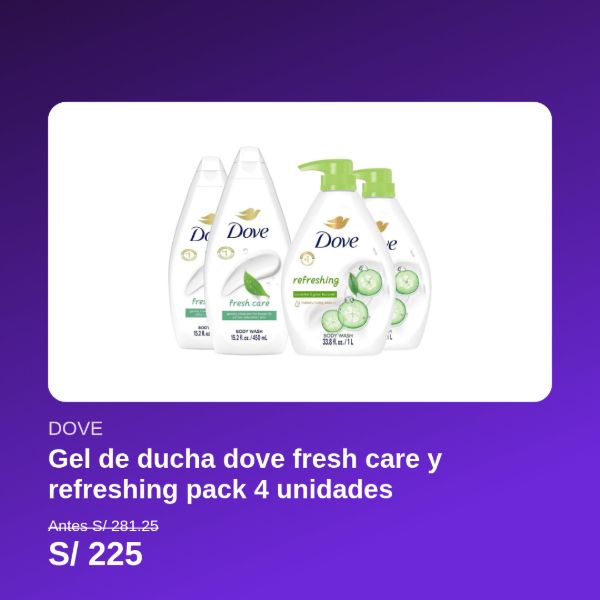 Dove
fresh care
BODY WASH
15.2 fl.oz./450 mL
Dove
refreshing
BODY WASH
33.8 fl.oz./1 L
DOVE
Gel de ducha dove fresh care y
refreshing pack 4 unidades
Antes S/ 281.25
S/ 225